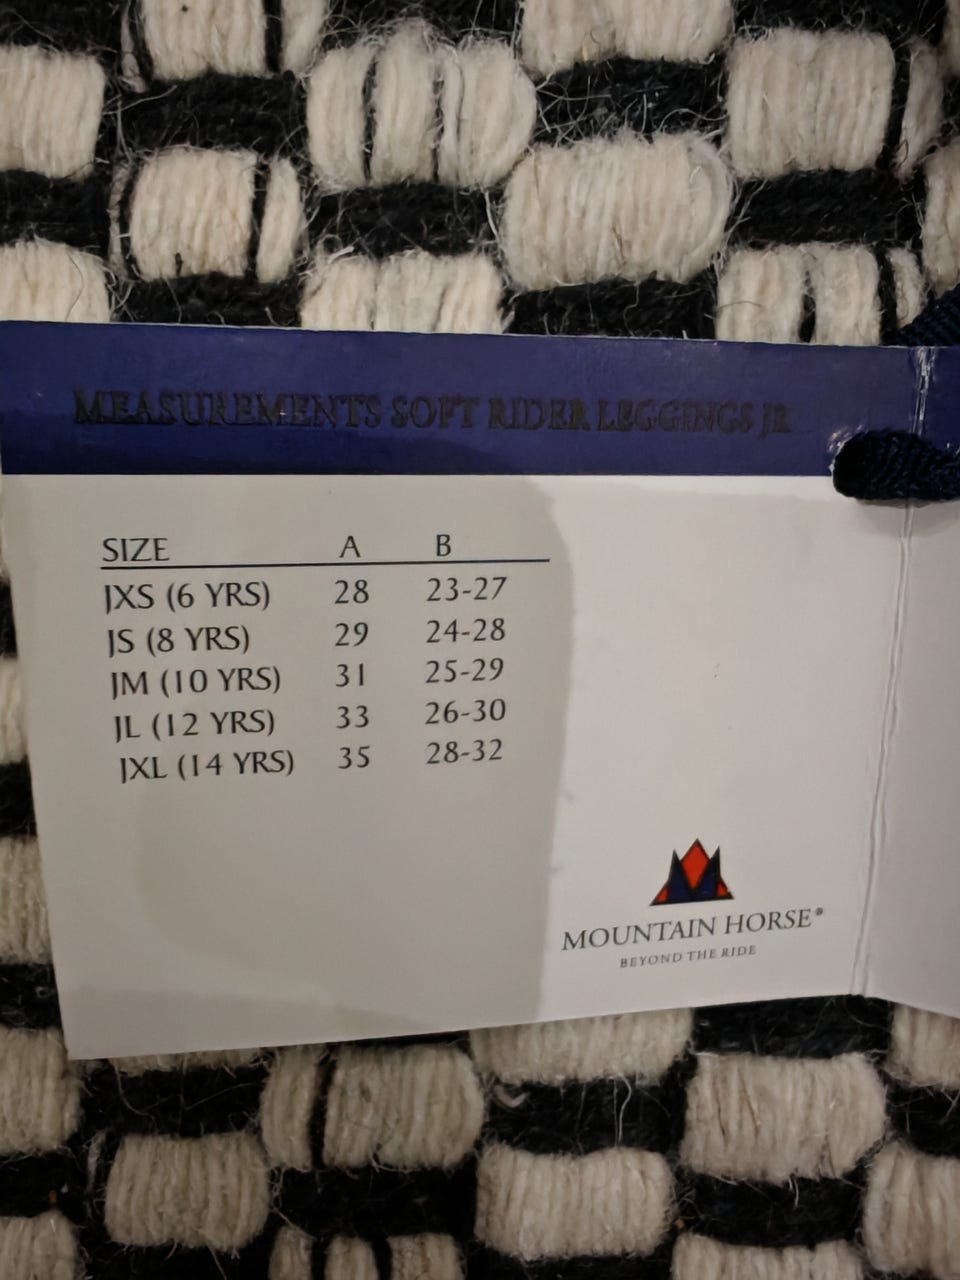 MEASUREMENTS SOFT RIDER LEGGINGS JR
SIZE A B
JXS (6 YRS) 28 23-27
JS (8 YRS) 29 24-28
JM (10 YRS) 31 25-29
JL (12 YRS) 33 26-30
JXL (14 YRS) 35 28-32
MOUNTAIN HORSE®
BEYOND THE RIDE